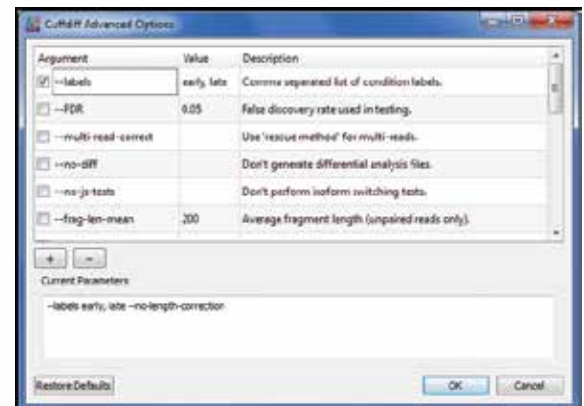 Cuffdiff Advanced Options
Argument Value Description
--labels early, late Comma separated list of condition labels.
--FDR 0.05 False discovery rate used in testing.
--multi-read-correct Use 'rescue method' for multi-reads.
--no-diff Don't generate differential analysis files.
--no-js-tests Don't perform isoform switching tests.
--frag-len-mean 200 Average fragment length (unpaired reads only).
+ -
Current Parameters
--labels early, late --no-length-correction
Restore Defaults OK Cancel